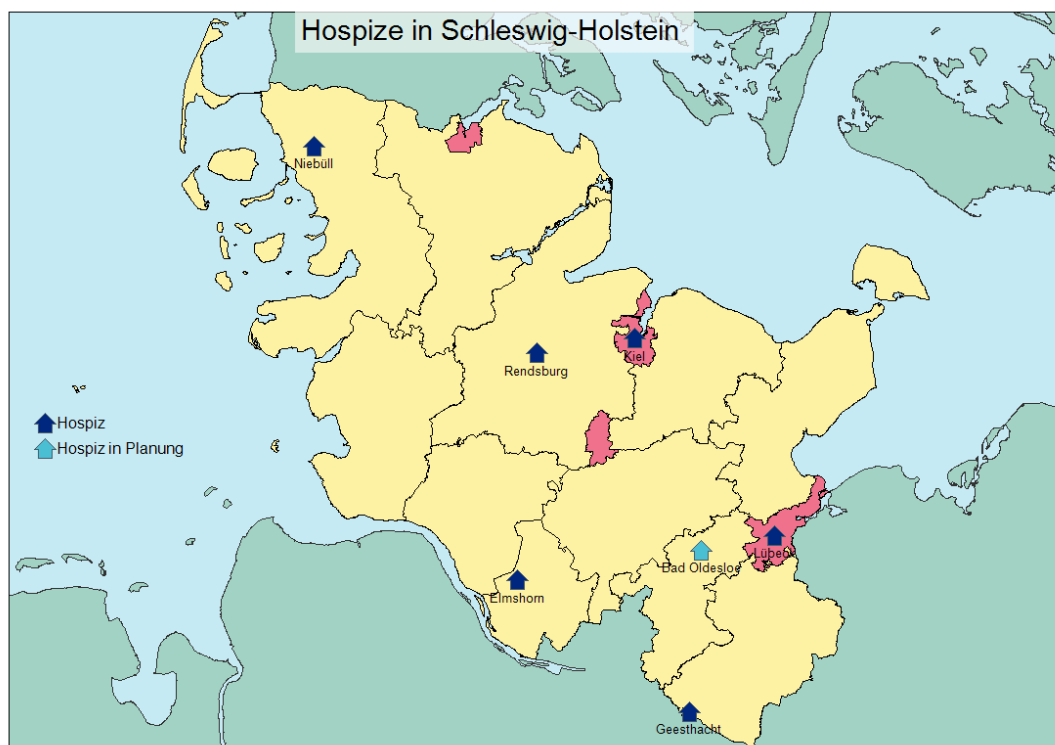 Hospize in Schleswig-Holstein
Niebüll
Kiel
Rendsburg
Hospiz
Hospiz in Planung
Lübeck
Bad Oldesloe
Elmshorn
Geesthacht